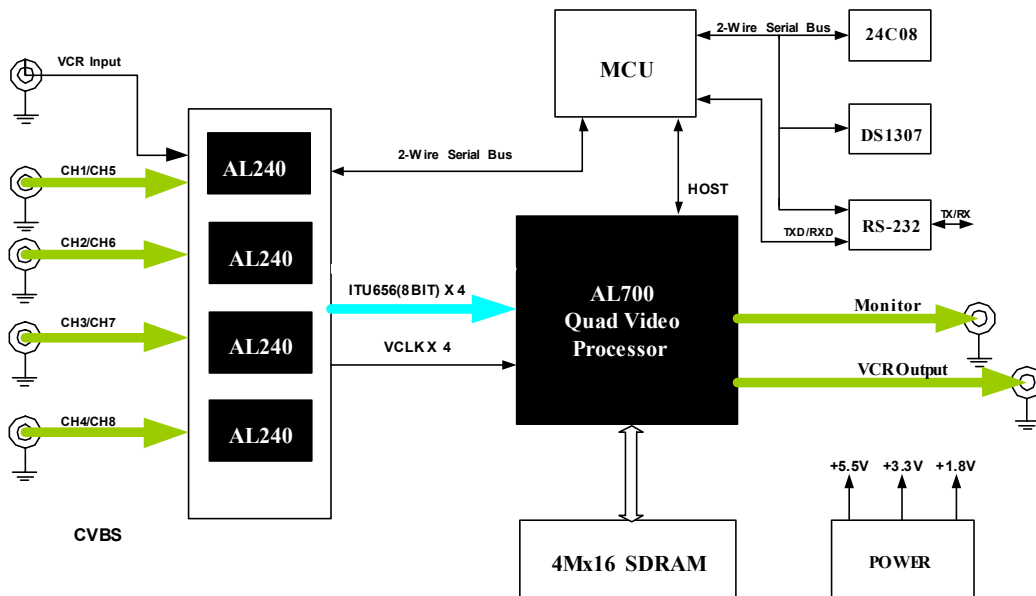 VCR Input
CH1/CH5
CH2/CH6
CH3/CH7
CH4/CH8
CVBS
AL240
AL240
AL240
AL240
2-Wire Serial Bus
ITU656(8BIT) X 4
VCLK X 4
MCU
HOST
2-Wire Serial Bus
24C08
DS1307
RS-232
TX/RX
TXD/RXD
AL700
Quad Video
Processor
Monitor
VCR Output
4Mx16 SDRAM
+5.5V
+3.3V
+1.8V
POWER